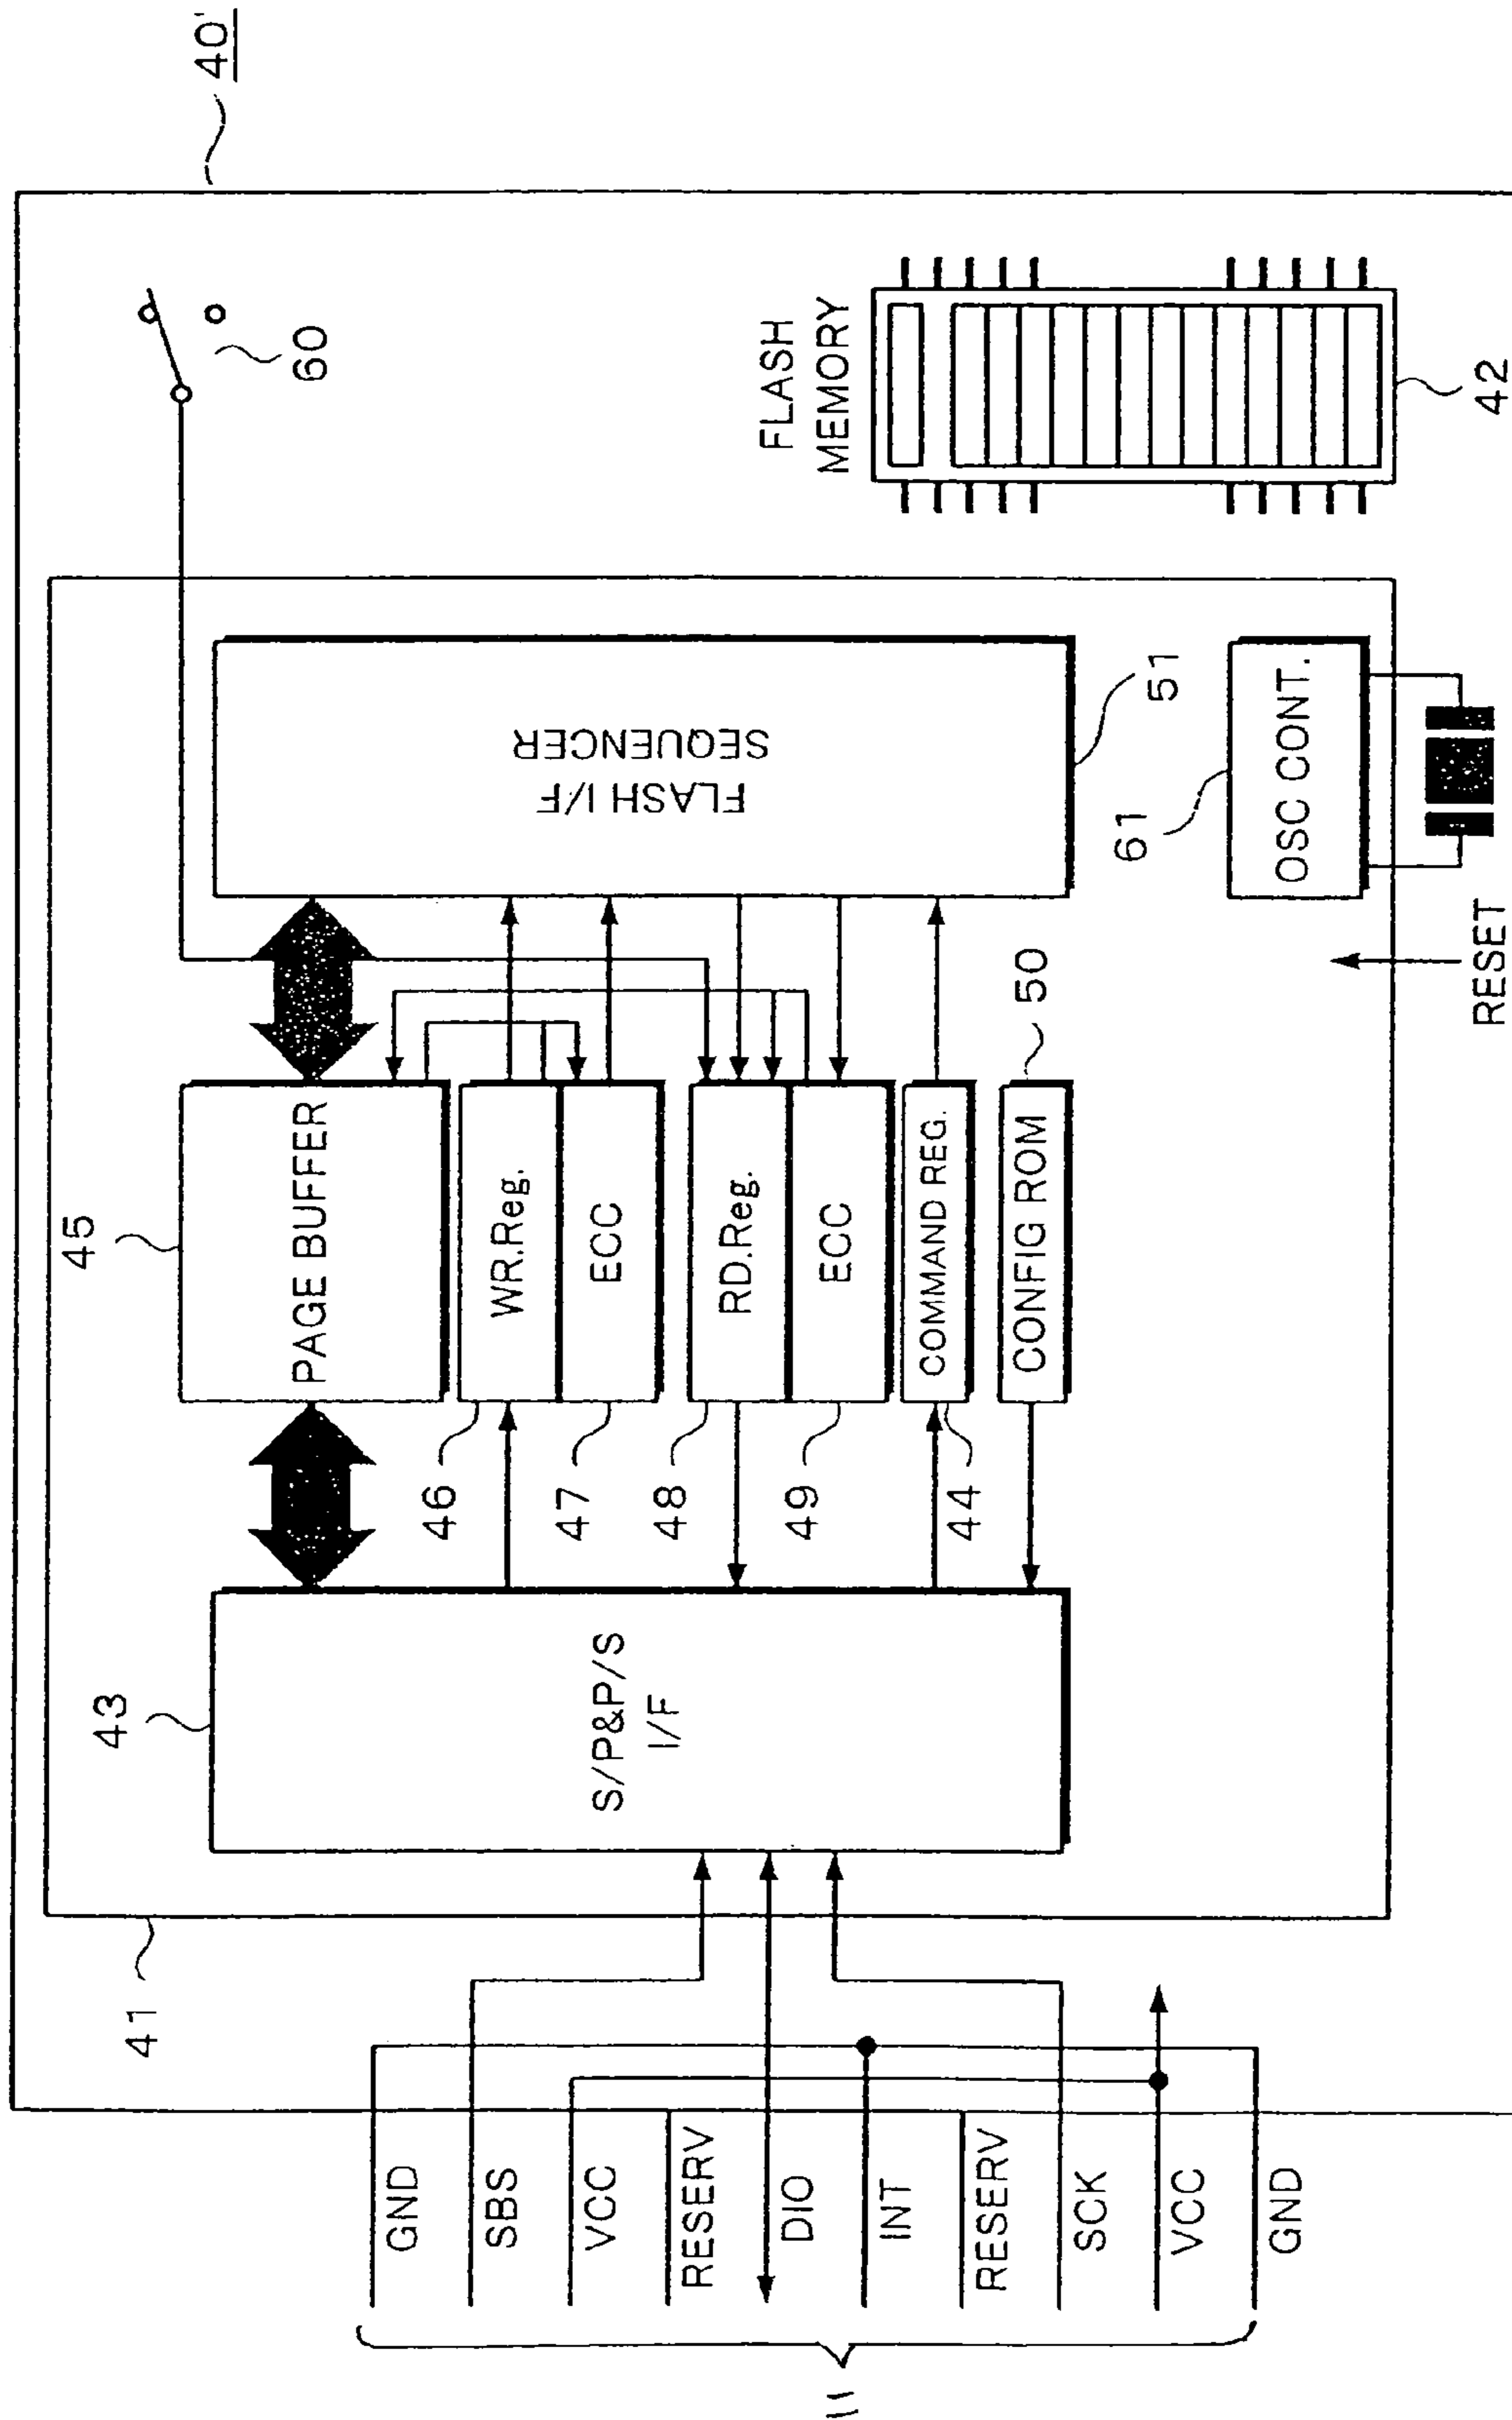 40'
60
FLASH
MEMORY
42
FLASH I/F
SEQUENCER
51
61
OSC CONT.
RESET
45
PAGE BUFFER
46
WR.Reg.
47
ECC
48
RD.Reg.
49
ECC
44
COMMAND REG.
50
CONFIG ROM
43
S/P&P/S
I/F
41
GND
SBS
VCC
RESERV
DIO
INT
RESERV
SCK
VCC
GND
11